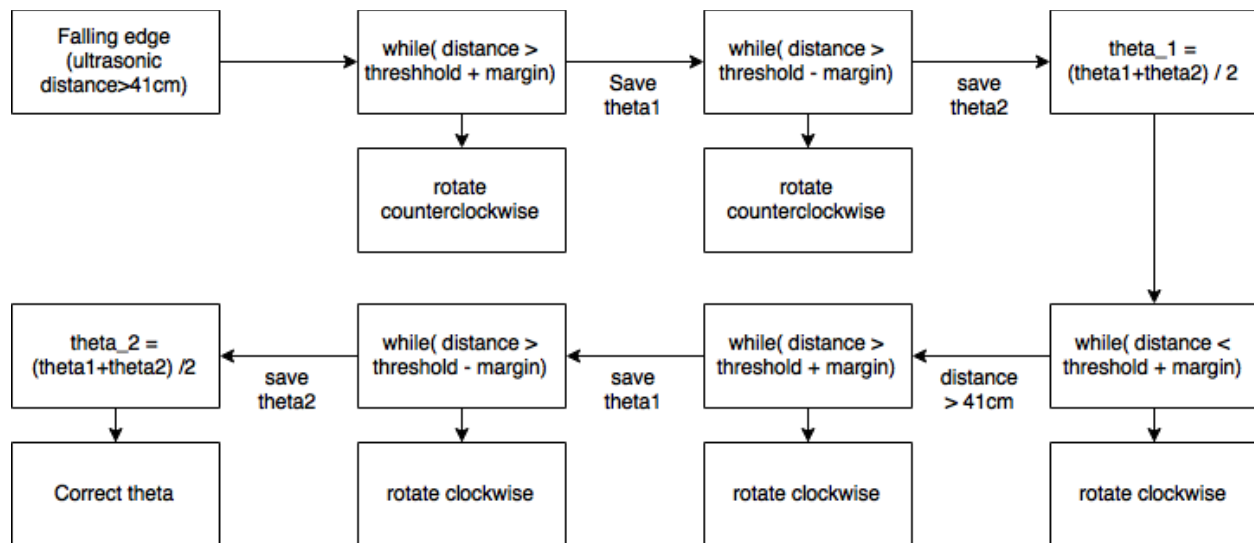 Falling edge
(ultrasonic
distance>41cm)
while( distance >
threshhold + margin)
Save
theta1
while( distance >
threshold - margin)
save
theta2
theta_1 =
(theta1+theta2) / 2
rotate
counterclockwise
rotate
counterclockwise
theta_2 =
(theta1+theta2) /2
save
theta2
while( distance >
threshold - margin)
save
theta1
while( distance >
threshold + margin)
distance
> 41cm
while( distance <
threshold + margin)
Correct theta
rotate clockwise
rotate clockwise
rotate clockwise